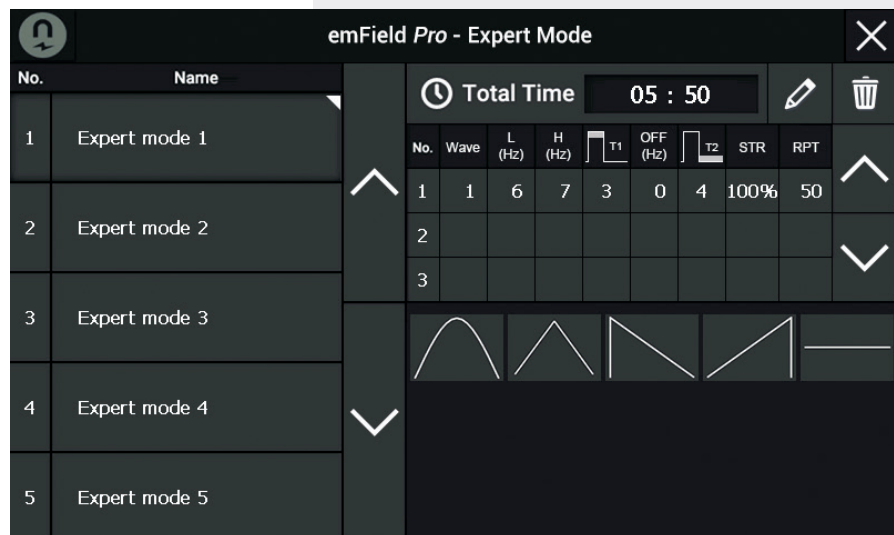 emField Pro - Expert Mode
No. Name
1 Expert mode 1
2 Expert mode 2
3 Expert mode 3
4 Expert mode 4
5 Expert mode 5
Total Time 05 : 50
No. Wave L (Hz) H (Hz) T1 OFF (Hz) T2 STR RPT
1 1 6 7 3 0 4 100% 50
2
3